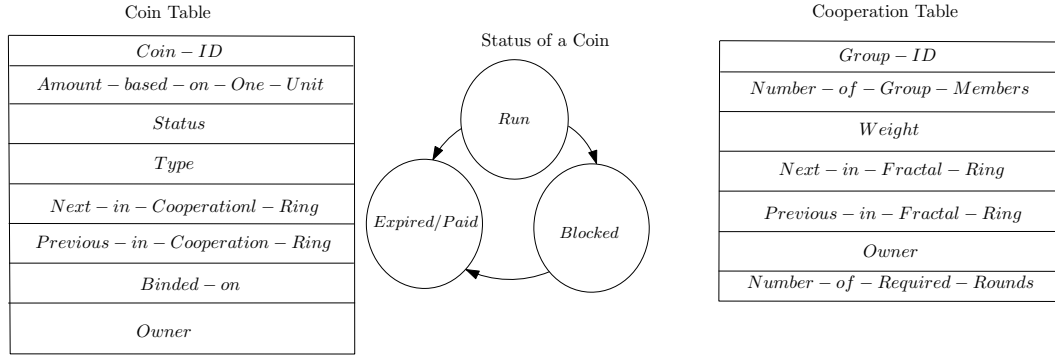 Coin Table
Coin − ID
Amount − based − on − One − Unit
Status
Type
Next − in − Cooperationl − Ring
Previous − in − Cooperation − Ring
Binded − on
Owner
Status of a Coin
Run
Expired/Paid
Blocked
Cooperation Table
Group − ID
Number − of − Group − Members
Weight
Next − in − Fractal − Ring
Previous − in − Fractal − Ring
Owner
Number − of − Required − Rounds